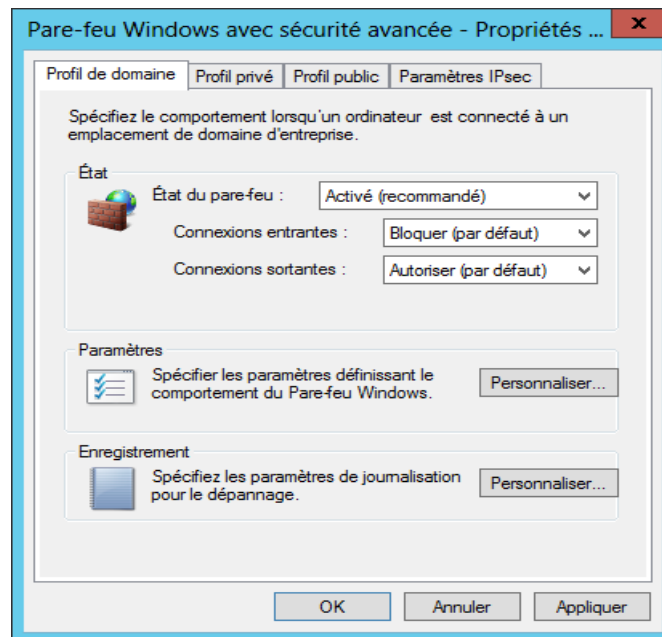 Pare-feu Windows avec sécurité avancée - Propriétés ...
x
Profil de domaine Profil privé Profil public Paramètres IPsec
Spécifiez le comportement lorsqu'un ordinateur est connecté à un
emplacement de domaine d'entreprise.
État
État du pare-feu : Activé (recommandé)
Connexions entrantes : Bloquer (par défaut)
Connexions sortantes : Autoriser (par défaut)
Paramètres
Spécifier les paramètres définissant le
comportement du Pare-feu Windows.
Personnaliser...
Enregistrement
Spécifiez les paramètres de journalisation
pour le dépannage.
Personnaliser...
OK Annuler Appliquer